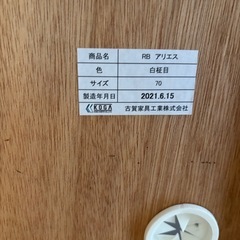 商品名 RB アリエス
色 白柾目
サイズ 70
製造年月日 2021.6.15
KOGA 古賀家具工業株式会社